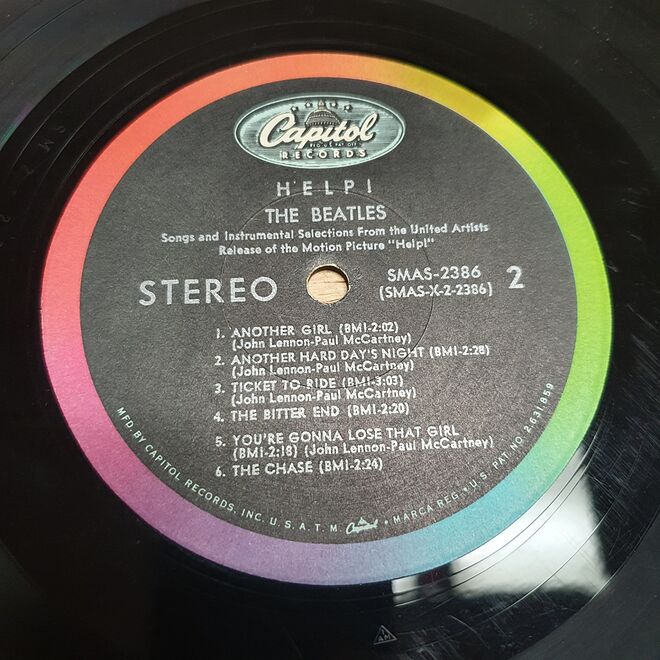 Capitol
REG. U.S. PAT. OFF.
RECORDS
HELP!
THE BEATLES
Songs and Instrumental Selections From the United Artists
Release of the Motion Picture "Help!"
STEREO
SMAS-2386
(SMAS-X-2-2386)
2
1. ANOTHER GIRL (BMI-2:02)
(John Lennon-Paul McCartney)
2. ANOTHER HARD DAY'S NIGHT (BMI-2:28)
3. TICKET TO RIDE (BMI-3:03)
(John Lennon-Paul McCartney)
4. THE BITTER END (BMI-2:20)
5. YOU'RE GONNA LOSE THAT GIRL
(BMI-2:18) (John Lennon-Paul McCartney)
6. THE CHASE (BMI-2:24)
MFD. BY CAPITOL RECORDS, INC. U.S.A. T.M. Capitol • MARCA REG. • U.S. PAT. NO. 2,631,859
IAM